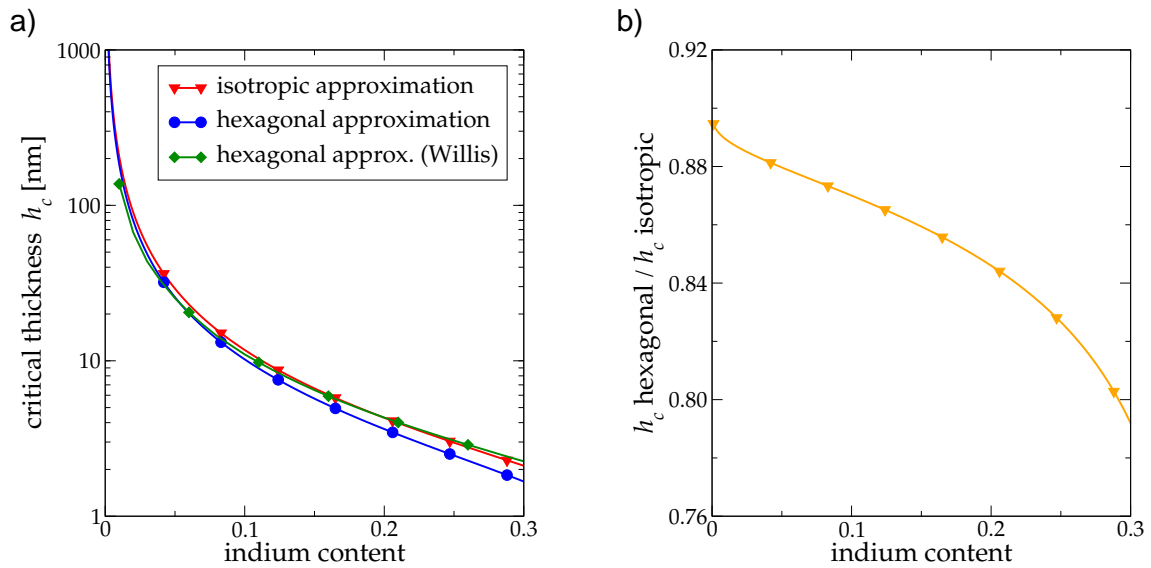 a)
1000
100
10
1
critical thickness h_c [nm]
isotropic approximation
hexagonal approximation
hexagonal approx. (Willis)
0
0.1
0.2
0.3
indium content
b)
0.92
0.88
0.84
0.80
0.76
h_c hexagonal / h_c isotropic
0
0.1
0.2
0.3
indium content